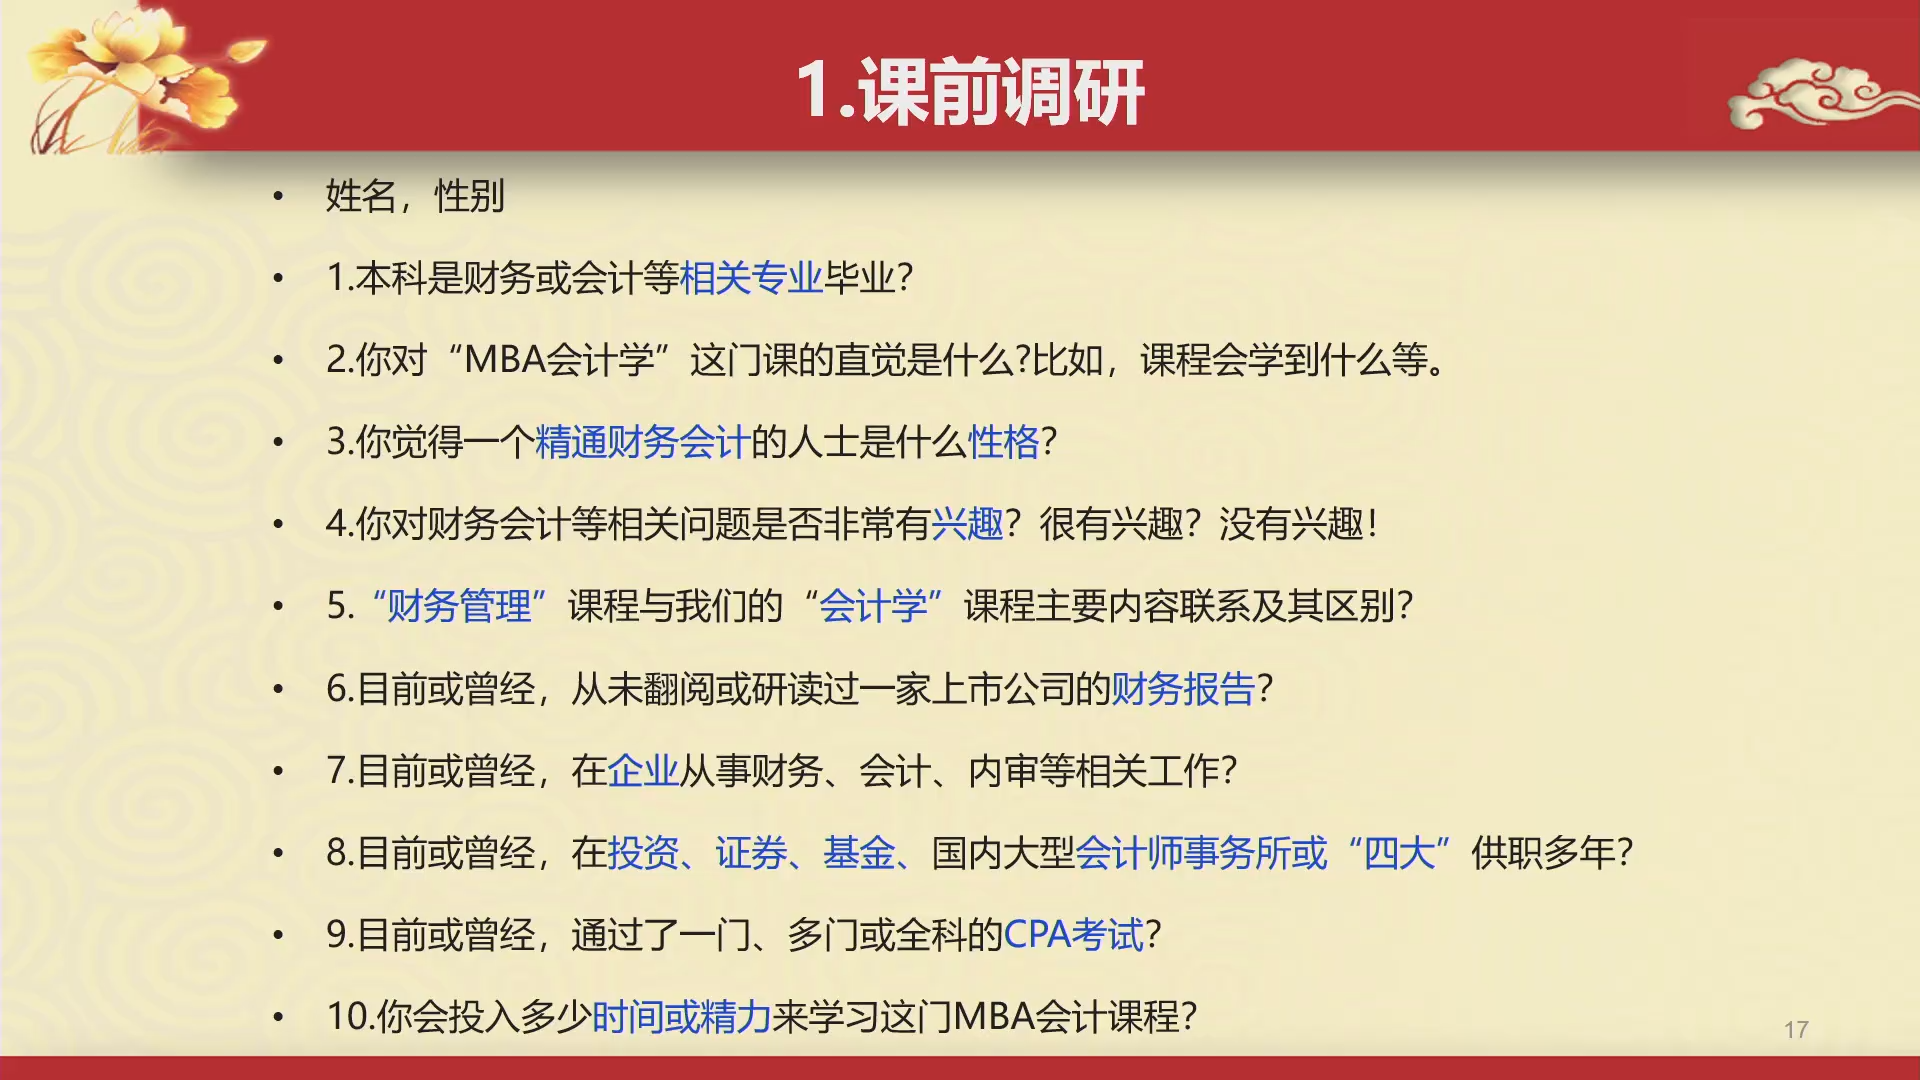 1.课前调研
• 姓名，性别
• 1.本科是财务或会计等相关专业毕业？
• 2.你对“MBA会计学”这门课的直觉是什么?比如，课程会学到什么等。
• 3.你觉得一个精通财务会计的人士是什么性格？
• 4.你对财务会计等相关问题是否非常有兴趣？很有兴趣？没有兴趣！
• 5.“财务管理”课程与我们的“会计学”课程主要内容联系及其区别？
• 6.目前或曾经，从未翻阅或研读过一家上市公司的财务报告？
• 7.目前或曾经，在企业从事财务、会计、内审等相关工作？
• 8.目前或曾经，在投资、证券、基金、国内大型会计师事务所或“四大”供职多年？
• 9.目前或曾经，通过了一门、多门或全科的CPA考试？
• 10.你会投入多少时间或精力来学习这门MBA会计课程？
17